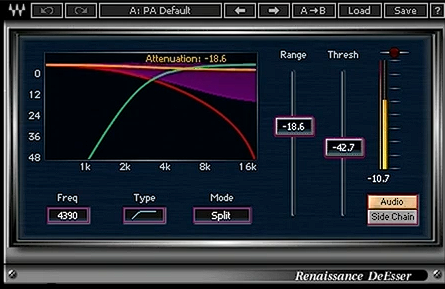 A: PA Default
A→B
Load
Save
?
Attenuation: -18.6
0
12
24
36
48
1k
2k
4k
8k
16k
Range
Thresh
-18.6
-42.7
-10.7
Freq
Type
Mode
4390
Split
Audio
Side Chain
Renaissance DeEsser